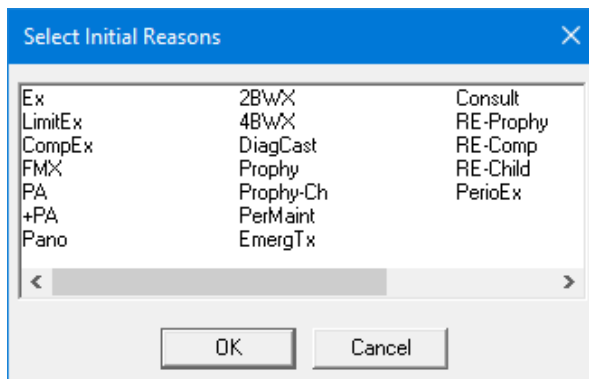 Select Initial Reasons
Ex
LimitEx
CompEx
FMX
PA
+PA
Pano
2BWX
4BWX
DiagCast
Prophy
Prophy-Ch
PerMaint
EmergTx
Consult
RE-Prophy
RE-Comp
RE-Child
PerioEx
OK
Cancel